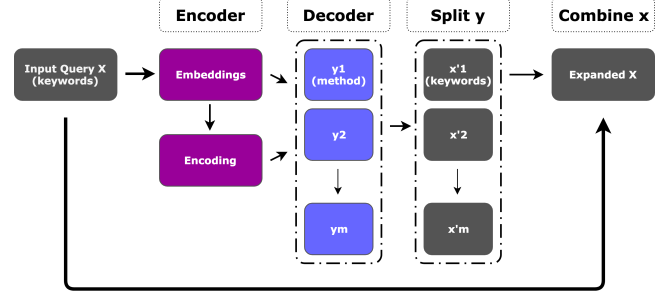 Encoder
Decoder
Split y
Combine x
Input Query X
(keywords)
Embeddings
y1
(method)
x'1
(keywords)
Expanded X
y2
x'2
Encoding
ym
x'm